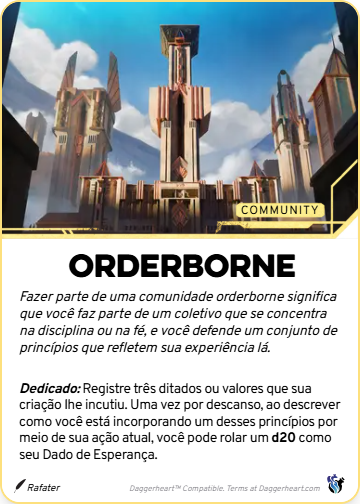 COMMUNITY
ORDERBORNE
Fazer parte de uma comunidade orderborne significa
que você faz parte de um coletivo que se concentra
na disciplina ou na fé, e você defende um conjunto de
princípios que refletem sua experiência lá.
Dedicado: Registre três ditados ou valores que sua
criação lhe incutiu. Uma vez por descanso, ao descrever
como você está incorporando um desses princípios por
meio de sua ação atual, você pode rolar um d20 como
seu Dado de Esperança.
Rafater
Daggerheart™ Compatible. Terms at Daggerheart.com